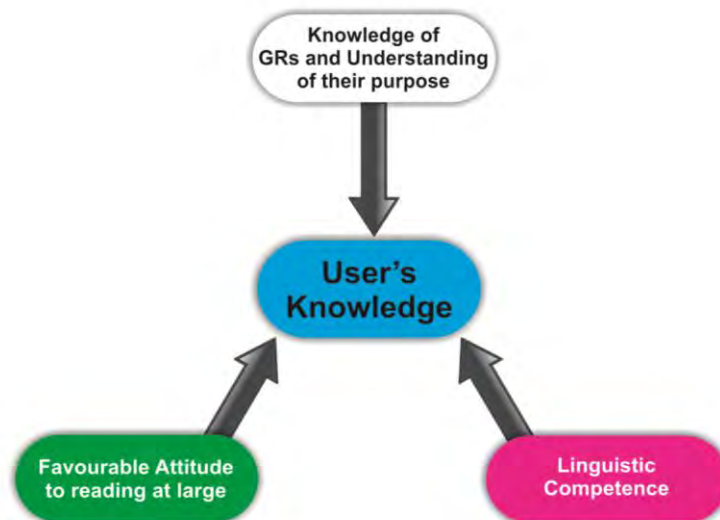 Knowledge of
GRs and Understanding
of their purpose
User's
Knowledge
Favourable Attitude
to reading at large
Linguistic
Competence